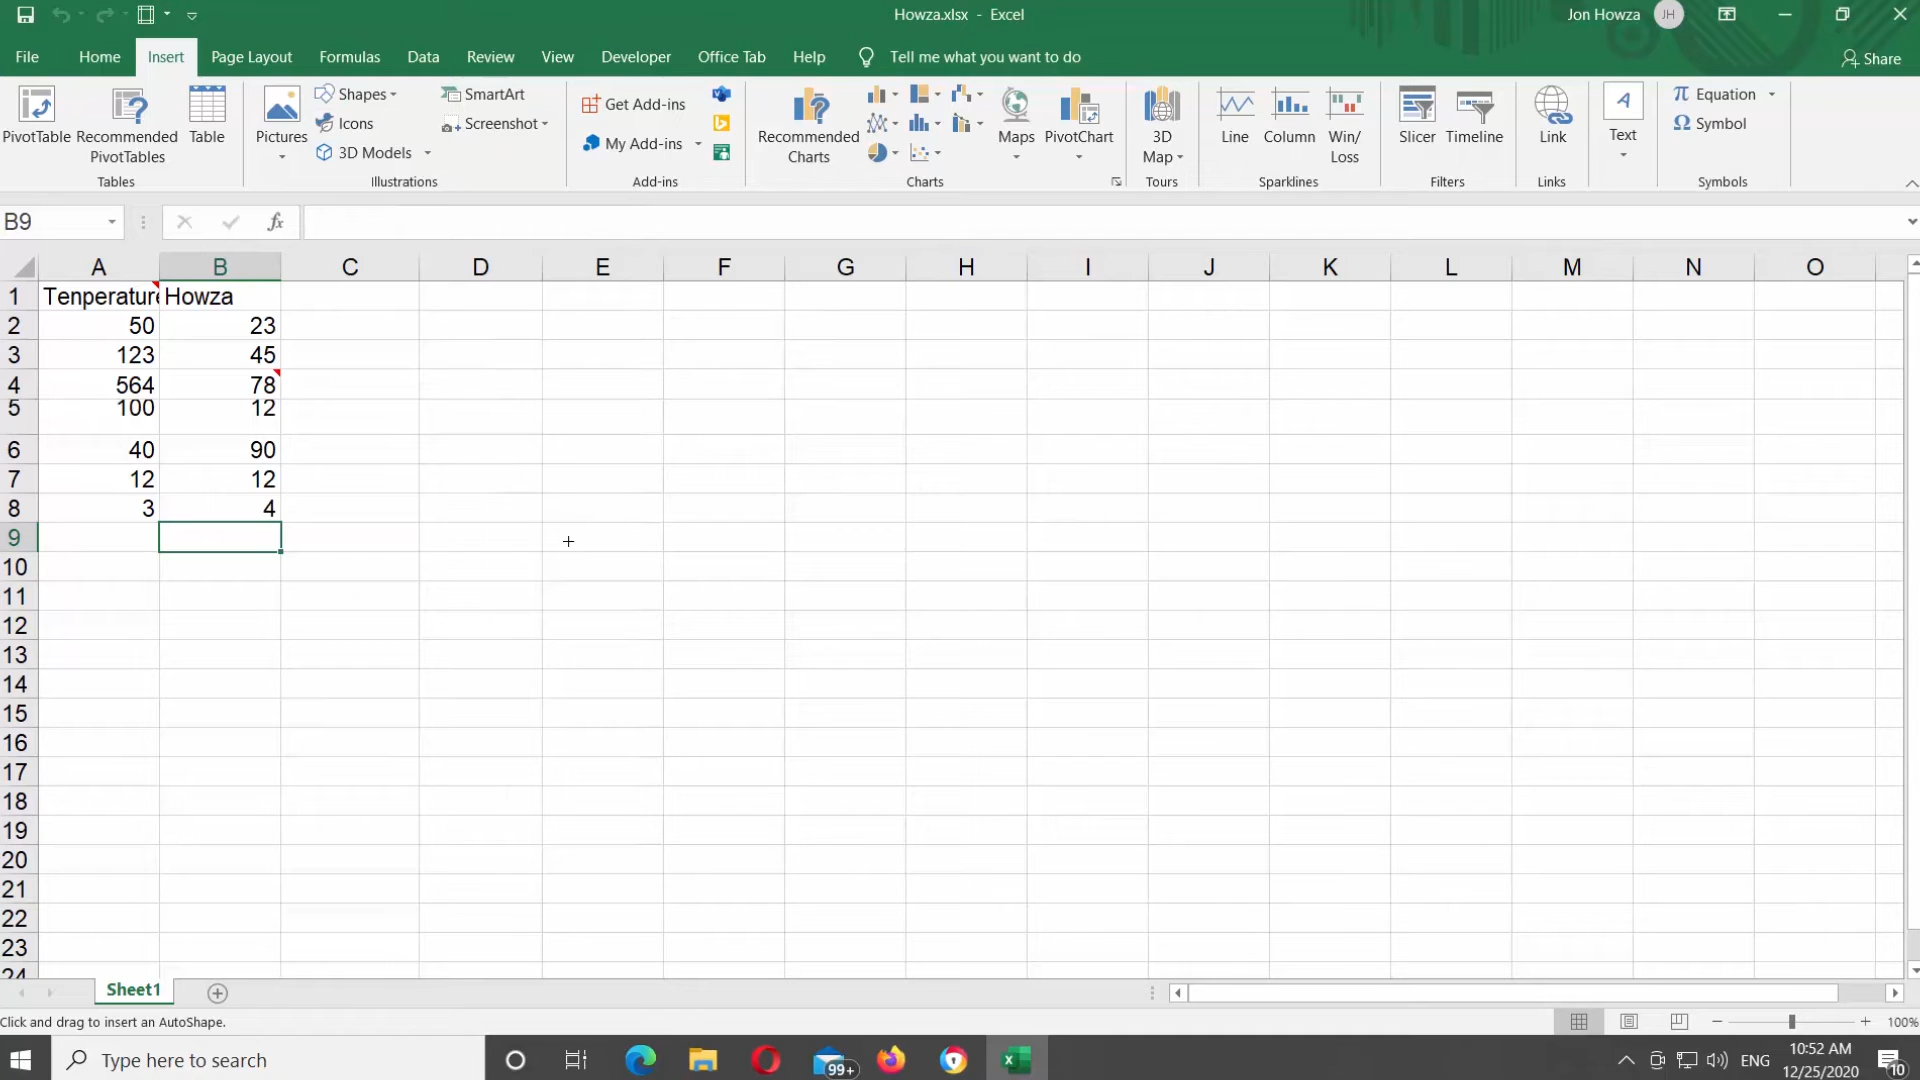 Howza.xlsx - Excel
Jon Howza JH
File Home Insert Page Layout Formulas Data Review View Developer Office Tab Help Tell me what you want to do Share
PivotTable
Recommended
PivotTables
Table
Tables
Pictures
Shapes
Icons
3D Models
SmartArt
Screenshot
Illustrations
Get Add-ins
My Add-ins
Add-ins
Recommended
Charts
Maps
PivotChart
Charts
3D
Map
Tours
Line
Column
Win/
Loss
Sparklines
Slicer
Timeline
Filters
Link
Links
A
Text
π Equation
Ω Symbol
Symbols
B9 fx
A B C D E F G H I J K L M N O
1 Tenperature Howza
2 50 23
3 123 45
4 564 78
5 100 12
6 40 90
7 12 12
8 3 4
9
10
11
12
13
14
15
16
17
18
19
20
21
22
23
24
Sheet1
Click and drag to insert an AutoShape.
100%
Type here to search
99+
ENG
10:52 AM
12/25/2020
10